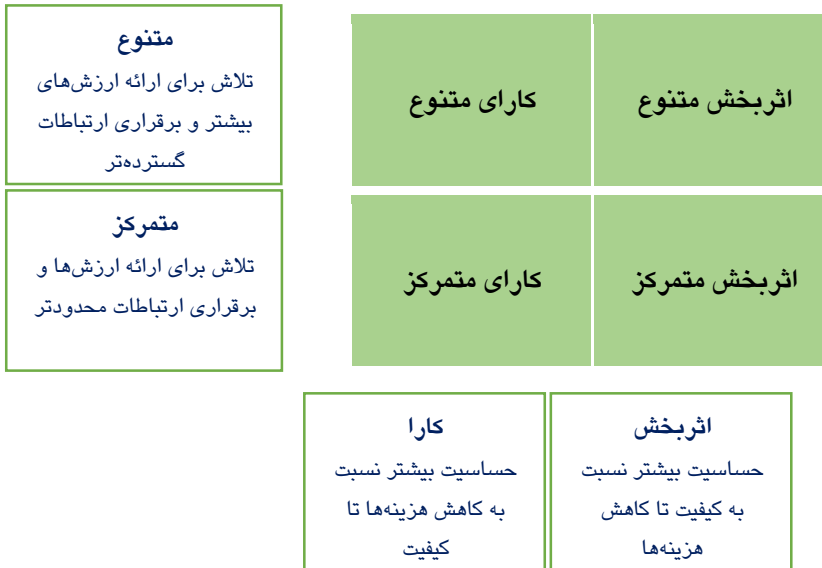 متنوع
تلاش برای ارائه ارزش‌های
بیشتر و برقراری ارتباطات
گسترده‌تر
اثربخش متنوع
کارای متنوع
متمرکز
تلاش برای ارائه ارزش‌ها و
برقراری ارتباطات محدودتر
اثربخش متمرکز
کارای متمرکز
اثربخش
حساسیت بیشتر نسبت
به کیفیت تا کاهش
هزینه‌ها
کارا
حساسیت بیشتر نسبت
به کاهش هزینه‌ها تا
کیفیت